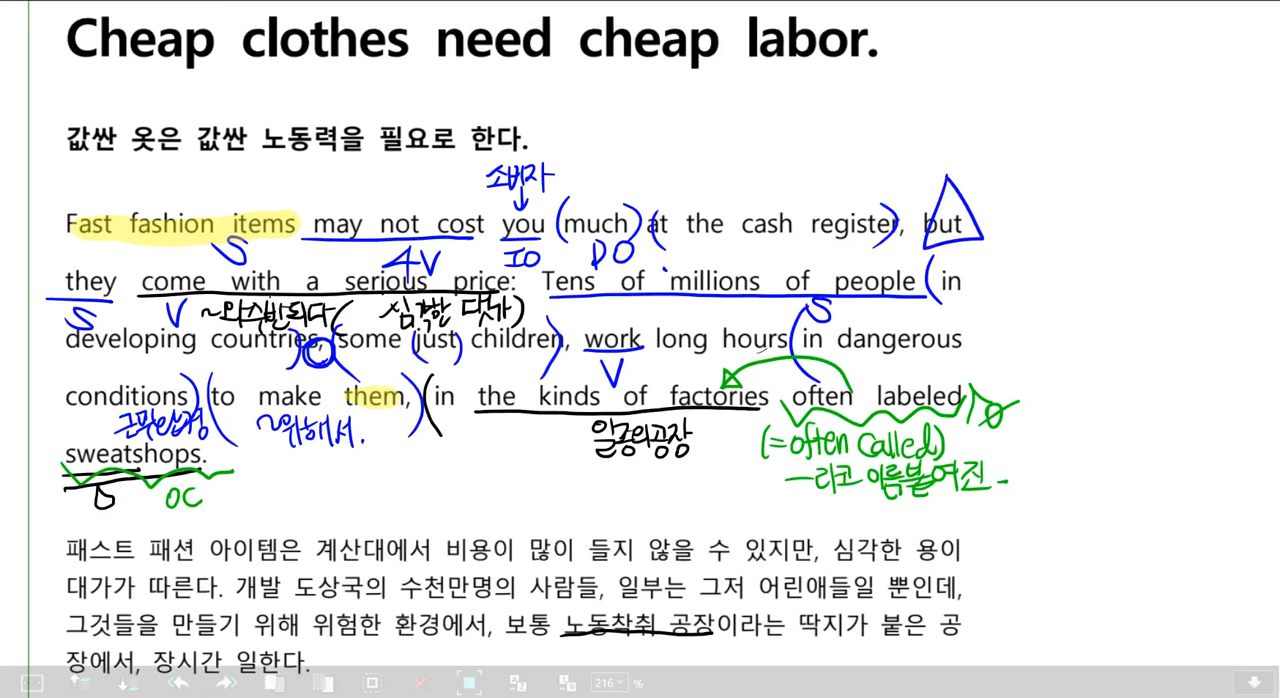 Cheap clothes need cheap labor.
값싼 옷은 값싼 노동력을 필요로 한다.
소비자
Fast fashion items may not cost you (much) (at the cash register), but
S 4V IO DO
they come with a serious price: Tens of millions of people (in
S V ~와 수반되다 (심각한 댓가) S
developing countries, (some (just) children), work long hours (in dangerous
V
conditions) (to make them, (in the kinds of factories often labeled
근무환경 ~위해서. 일종의 공장 (=often called)
sweatshops.
OC —라고 이름붙여진
패스트 패션 아이템은 계산대에서 비용이 많이 들지 않을 수 있지만, 심각한 용이
대가가 따른다. 개발 도상국의 수천만명의 사람들, 일부는 그저 어린애들일 뿐인데,
그것들을 만들기 위해 위험한 환경에서, 보통 노동착취 공장이라는 딱지가 붙은 공
장에서, 장시간 일한다.
216 %